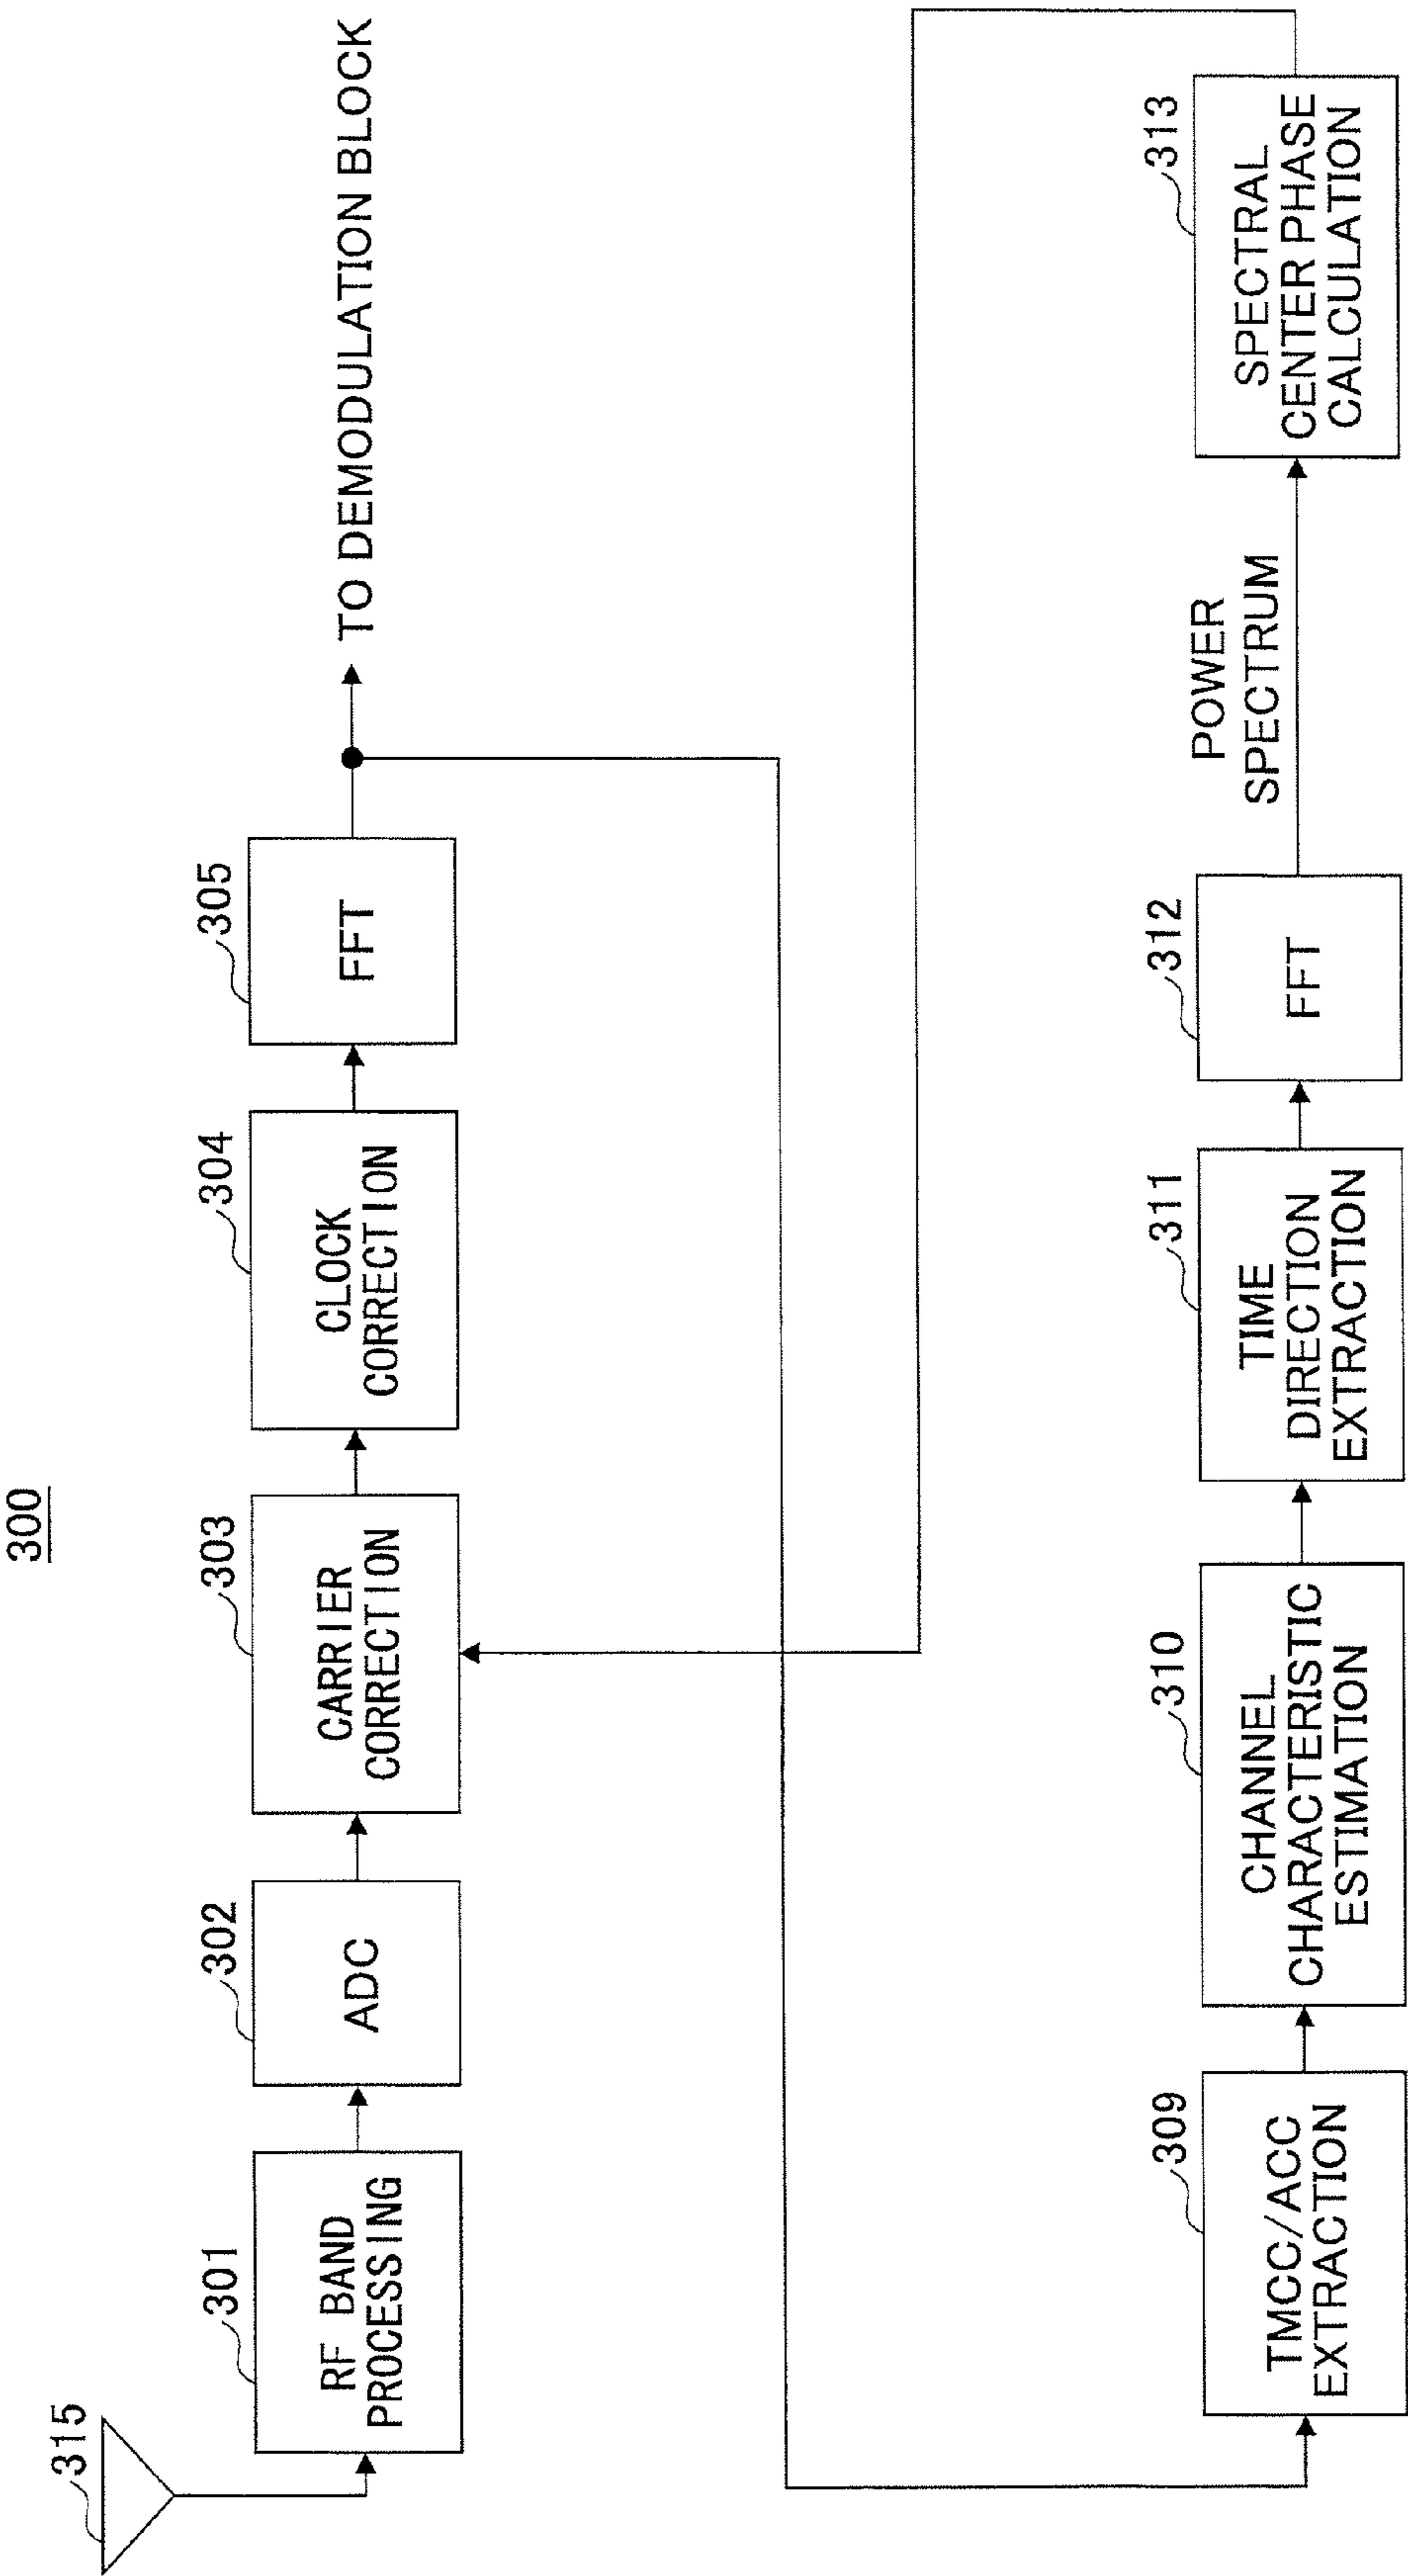 300
315
301
RF BAND
PROCESSING
302
ADC
303
CARRIER
CORRECTION
304
CLOCK
CORRECTION
305
FFT
TO DEMODULATION BLOCK
309
TMCC/ACC
EXTRACTION
310
CHANNEL
CHARACTERISTIC
ESTIMATION
311
TIME
DIRECTION
EXTRACTION
312
FFT
POWER
SPECTRUM
313
SPECTRAL
CENTER PHASE
CALCULATION